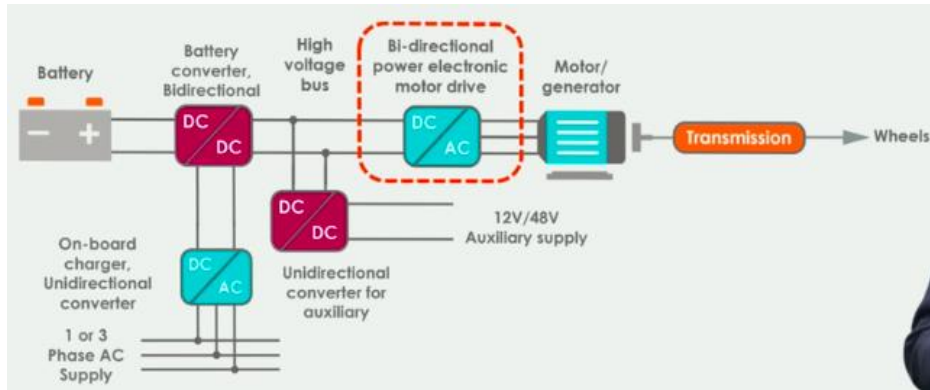 Battery
Battery
converter,
Bidirectional
High
voltage
bus
Bi-directional
power electronic
motor drive
Motor/
generator
− +
DC
DC
DC
AC
Transmission
Wheels
DC
DC
12V/48V
Auxiliary supply
On-board
charger,
Unidirectional
converter
DC
AC
Unidirectional
converter for
auxiliary
1 or 3
Phase AC
Supply